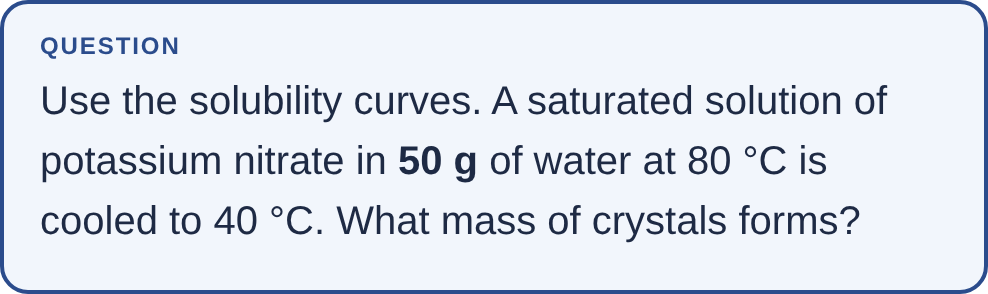 QUESTION
Use the solubility curves. A saturated solution of
potassium nitrate in 50 g of water at 80 °C is
cooled to 40 °C. What mass of crystals forms?